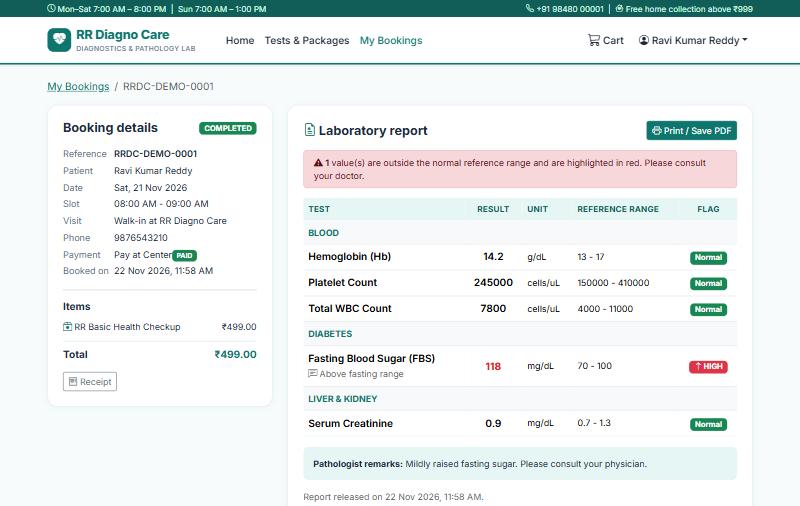 Mon-Sat 7:00 AM – 8:00 PM | Sun 7:00 AM – 1:00 PM
+91 98480 00001 | Free home collection above ₹999
RR Diagno Care
DIAGNOSTICS & PATHOLOGY LAB
Home Tests & Packages My Bookings
Cart Ravi Kumar Reddy
My Bookings / RRDC-DEMO-0001
Booking details COMPLETED
Reference RRDC-DEMO-0001
Patient Ravi Kumar Reddy
Date Sat, 21 Nov 2026
Slot 08:00 AM - 09:00 AM
Visit Walk-in at RR Diagno Care
Phone 9876543210
Payment Pay at Center PAID
Booked on 22 Nov 2026, 11:58 AM
Items
RR Basic Health Checkup ₹499.00
Total ₹499.00
Receipt
Laboratory report Print / Save PDF
1 value(s) are outside the normal reference range and are highlighted in red. Please consult
your doctor.
TEST RESULT UNIT REFERENCE RANGE FLAG
BLOOD
Hemoglobin (Hb) 14.2 g/dL 13 - 17 Normal
Platelet Count 245000 cells/uL 150000 - 410000 Normal
Total WBC Count 7800 cells/uL 4000 - 11000 Normal
DIABETES
Fasting Blood Sugar (FBS) 118 mg/dL 70 - 100 ↑ HIGH
Above fasting range
LIVER & KIDNEY
Serum Creatinine 0.9 mg/dL 0.7 - 1.3 Normal
Pathologist remarks: Mildly raised fasting sugar. Please consult your physician.
Report released on 22 Nov 2026, 11:58 AM.